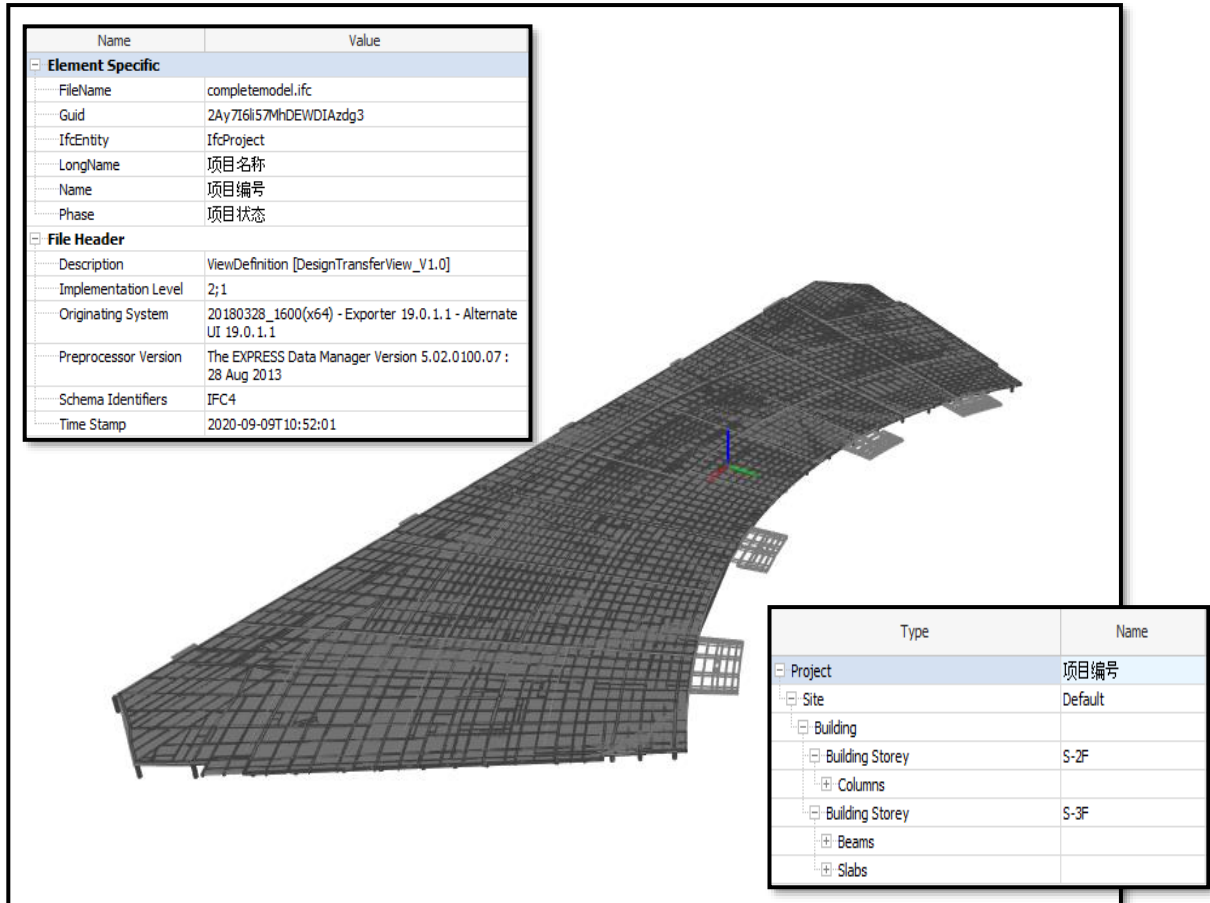 Name Value
Element Specific
FileName completemodel.ifc
Guid 2Ay7I6li57MhDEWDIAzdg3
IfcEntity IfcProject
LongName 项目名称
Name 项目编号
Phase 项目状态
File Header
Description ViewDefinition [DesignTransferView_V1.0]
Implementation Level 2;1
Originating System 20180328_1600(x64) - Exporter 19.0.1.1 - Alternate
UI 19.0.1.1
Preprocessor Version The EXPRESS Data Manager Version 5.02.0100.07 :
28 Aug 2013
Schema Identifiers IFC4
Time Stamp 2020-09-09T10:52:01
Type Name
Project 项目编号
Site Default
Building
Building Storey S-2F
Columns
Building Storey S-3F
Beams
Slabs